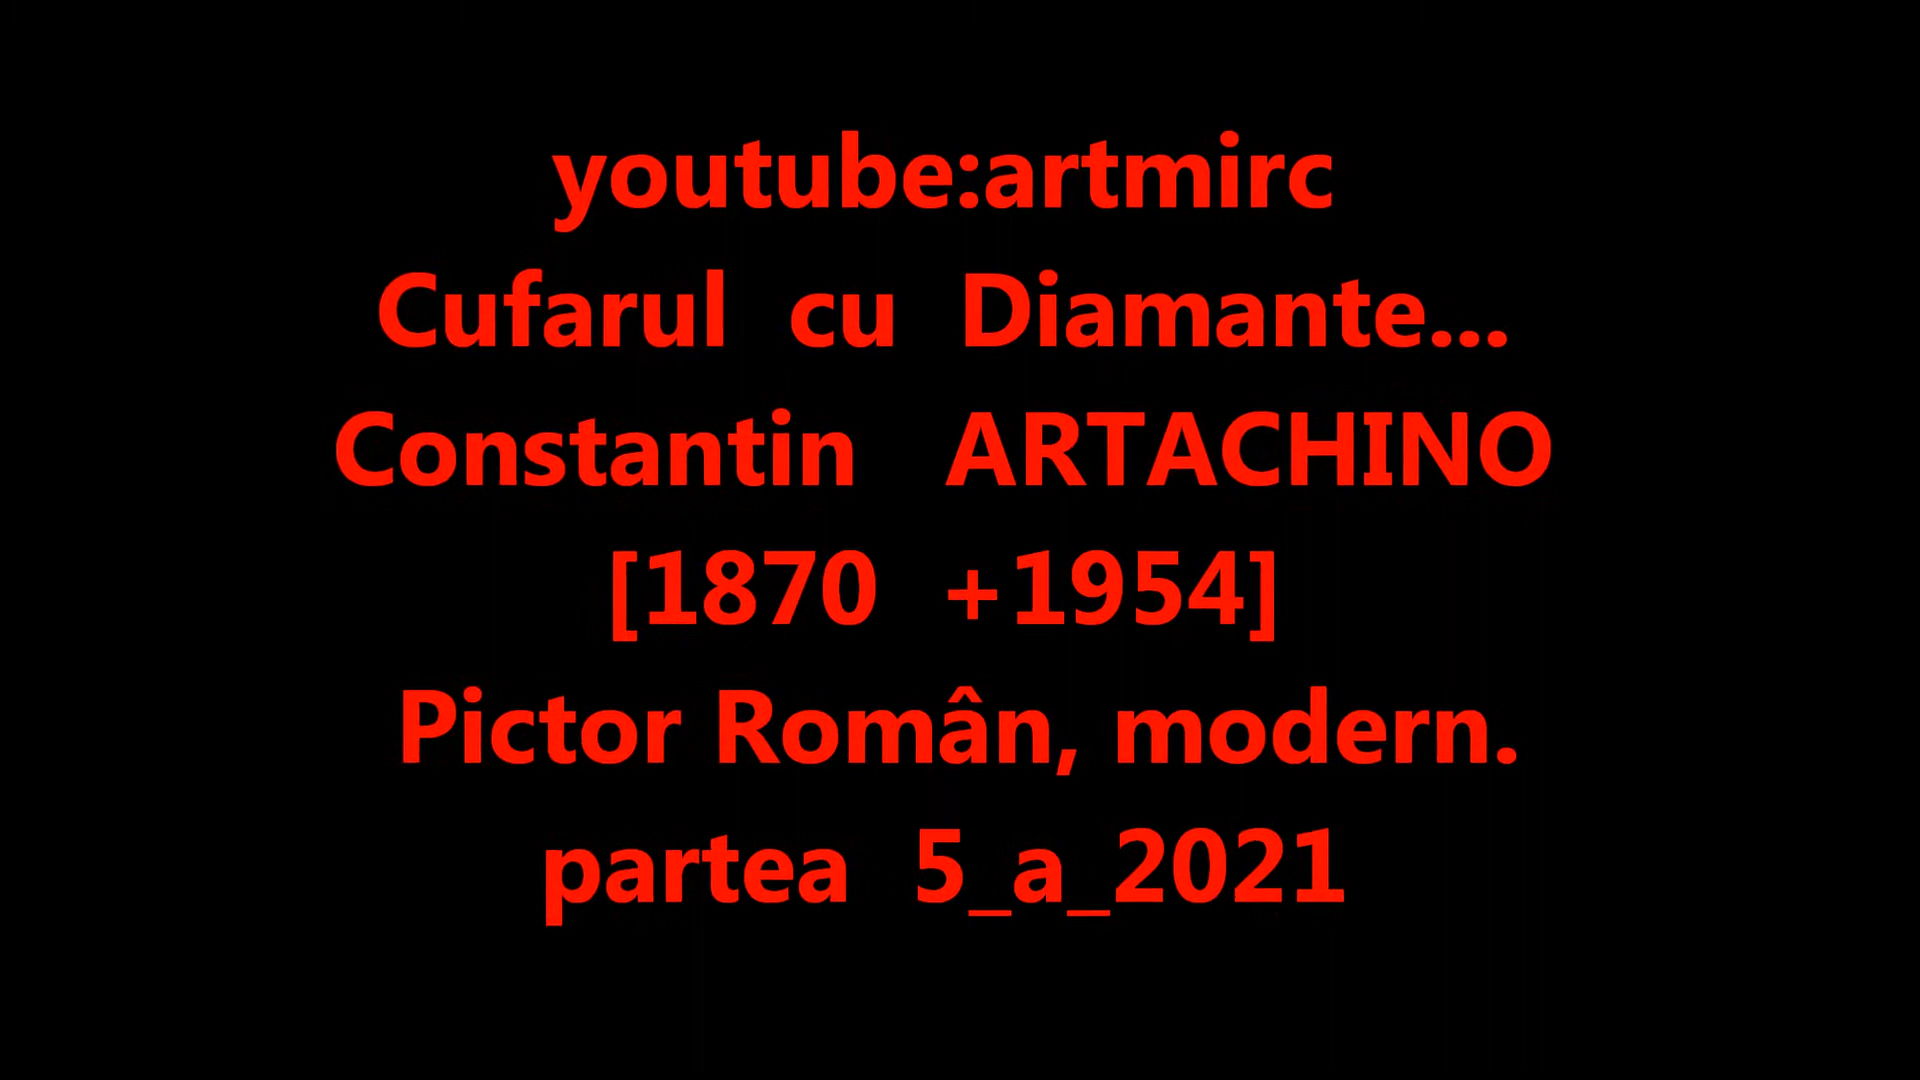 youtube:artmirc
Cufarul cu Diamante...
Constantin ARTACHINO
[1870 +1954]
Pictor Român, modern.
partea 5_a_2021